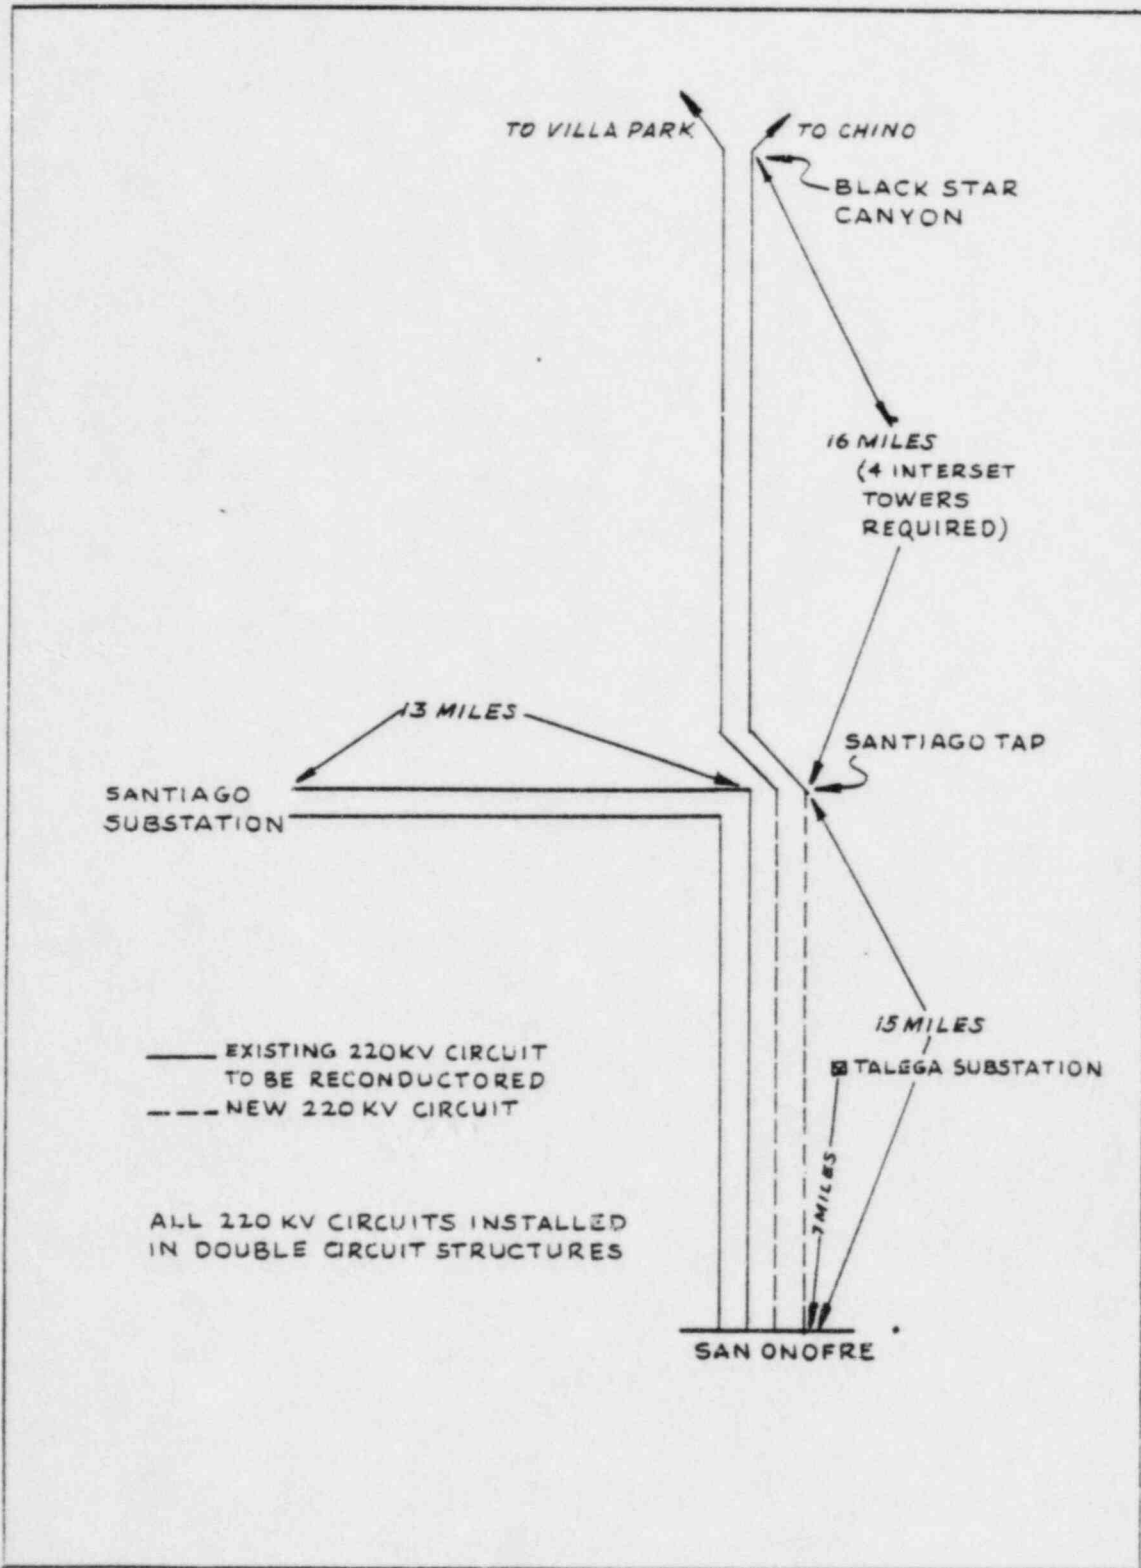 TO VILLA PARK
TO CHINO
BLACK STAR
CANYON
16 MILES
(4 INTERSET
TOWERS
REQUIRED)
13 MILES
SANTIAGO TAP
SANTIAGO
SUBSTATION
15 MILES
TALEGA SUBSTATION
7 MILES
EXISTING 220KV CIRCUIT
TO BE RECONDUCTORED
NEW 220 KV CIRCUIT
ALL 220 KV CIRCUITS INSTALLED
IN DOUBLE CIRCUIT STRUCTURES
SAN ONOFRE